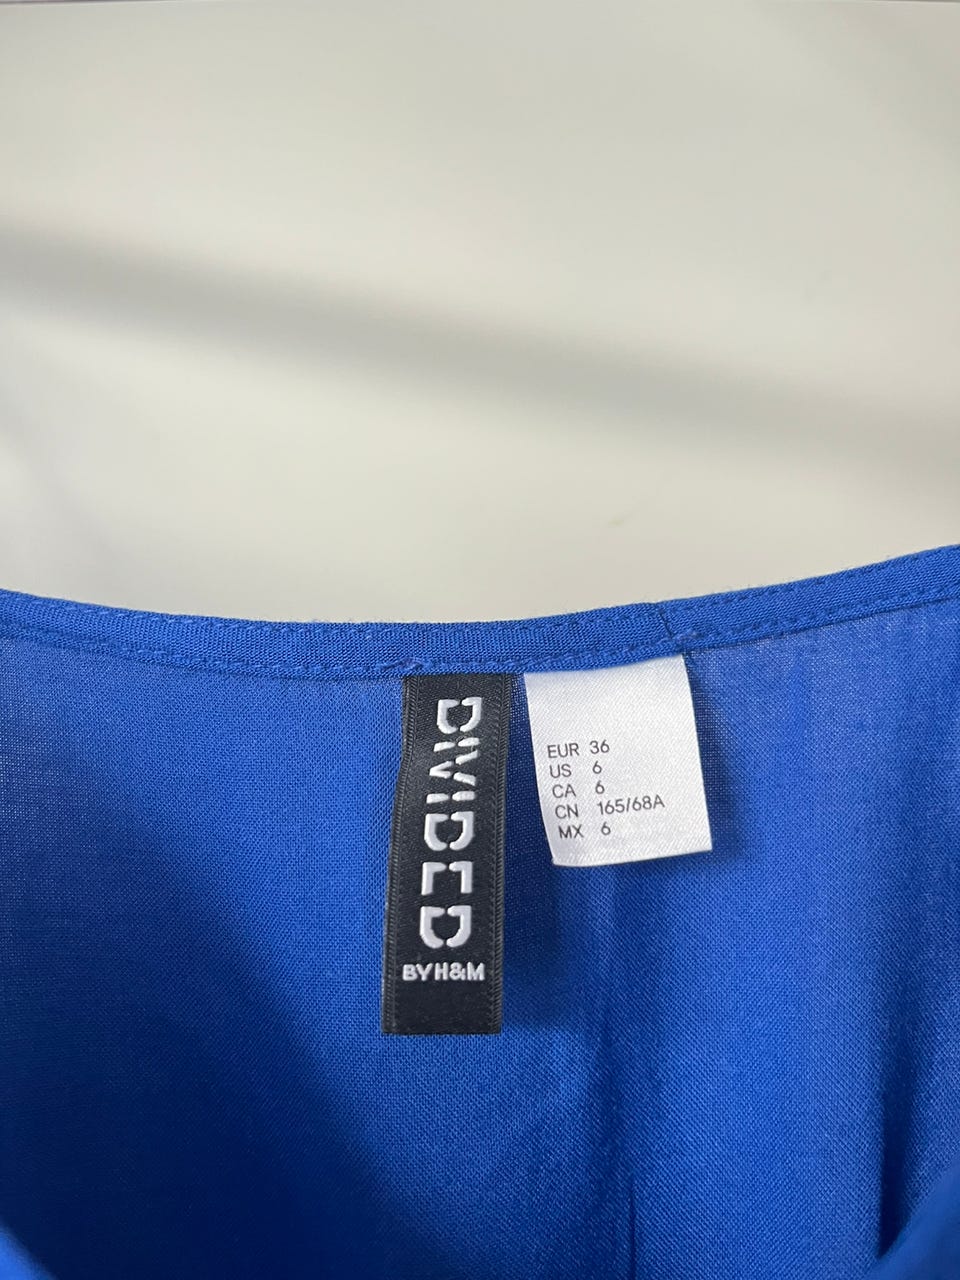 DIVIDED
BY H&M
EUR 36
US 6
CA 6
CN 165/68A
MX 6